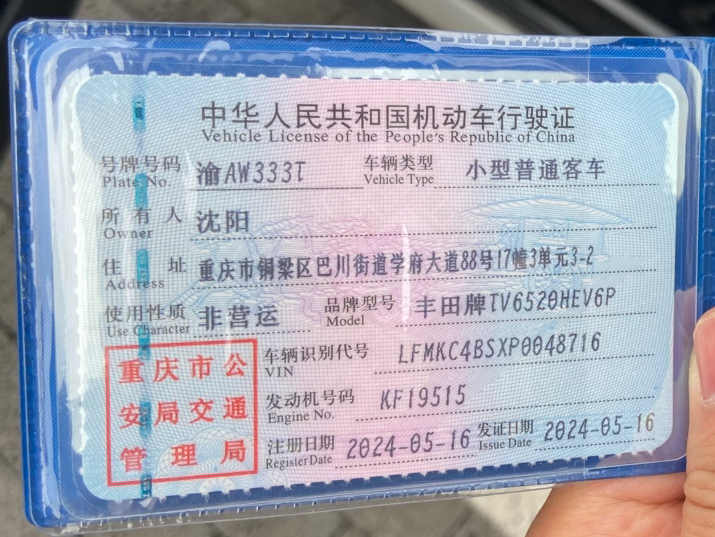 中华人民共和国机动车行驶证
Vehicle License of the People's Republic of China
号牌号码 渝AW333T 车辆类型 小型普通客车
Plate No. Vehicle Type
所有人 沈阳
Owner
住址 重庆市铜梁区巴川街道学府大道88号17幢3单元3-2
Address
使用性质 非营运 品牌型号 丰田牌TV6520HEV6P
Use Character Model
重庆市公安局交通管理局
车辆识别代号 LFMKC4BSXP0048716
VIN
发动机号码 KF19515
Engine No.
注册日期 2024-05-16 发证日期 2024-05-16
Register Date Issue Date